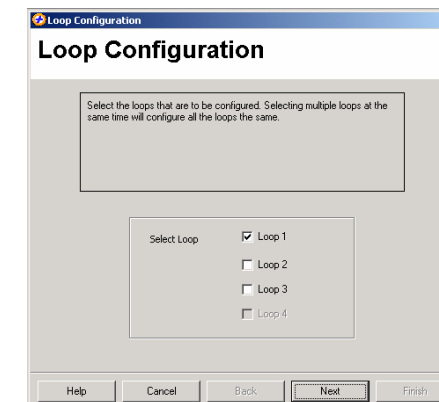 Loop Configuration
Loop Configuration
Select the loops that are to be configured. Selecting multiple loops at the
same time will configure all the loops the same.
Select Loop
Loop 1
Loop 2
Loop 3
Loop 4
Help Cancel Back Next Finish